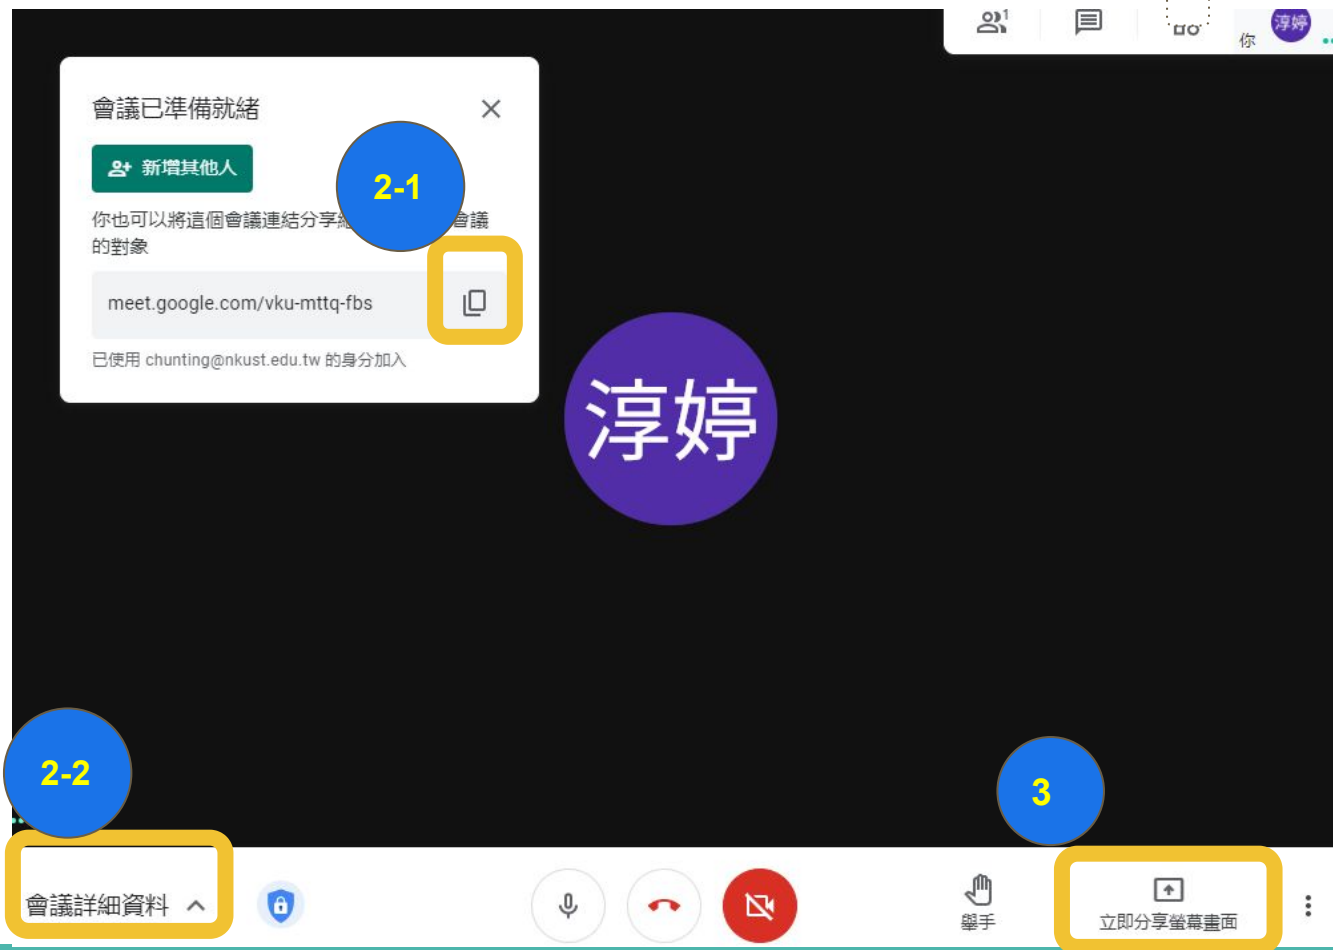 1
你
淳婷
會議已準備就緒
新增其他人
2-1
你也可以將這個會議連結分享給 會議
的對象
meet.google.com/vku-mttq-fbs
已使用 chunting@nkust.edu.tw 的身分加入
淳婷
2-2
3
會議詳細資料
舉手
立即分享螢幕畫面